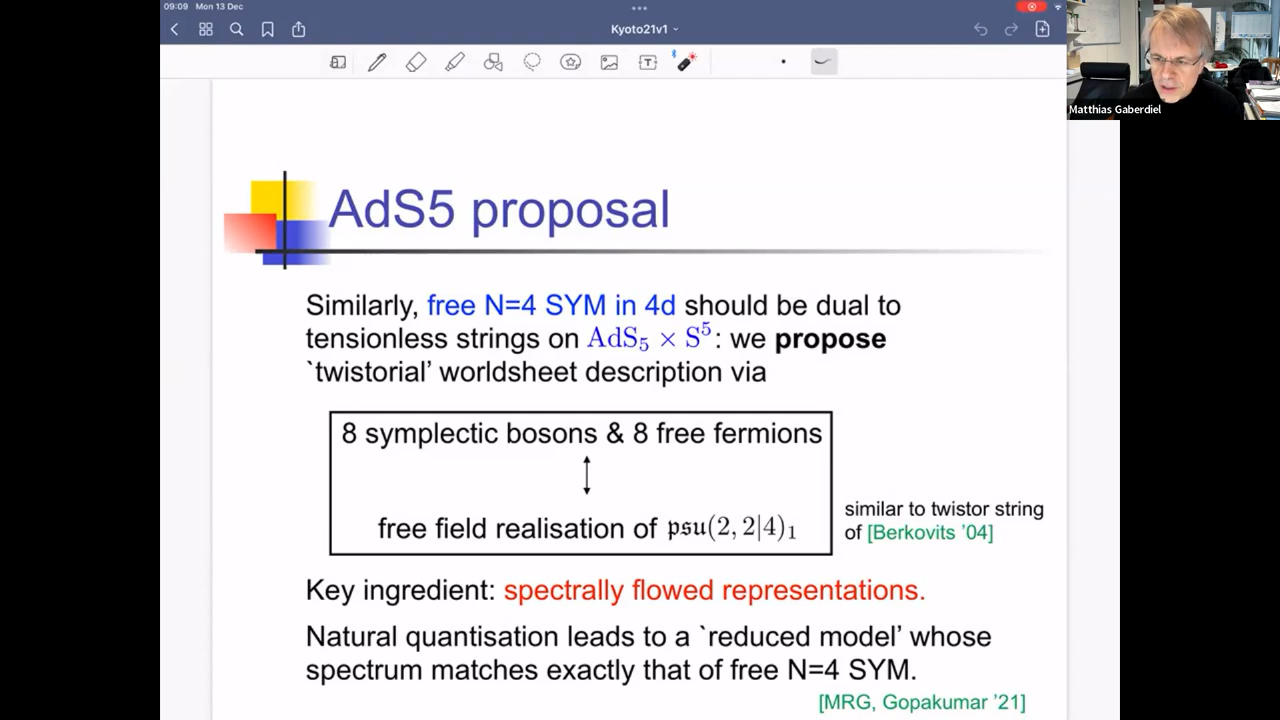 09:09 Mon 13 Dec
Kyoto21v1
Matthias Gaberdiel
AdS5 proposal
Similarly, free N=4 SYM in 4d should be dual to
tensionless strings on AdS₅ × S⁵: we propose
`twistorial' worldsheet description via
8 symplectic bosons & 8 free fermions
free field realisation of 𝔭𝔰𝔲(2, 2|4)₁
similar to twistor string
of [Berkovits '04]
Key ingredient: spectrally flowed representations.
Natural quantisation leads to a `reduced model' whose
spectrum matches exactly that of free N=4 SYM.
[MRG, Gopakumar '21]